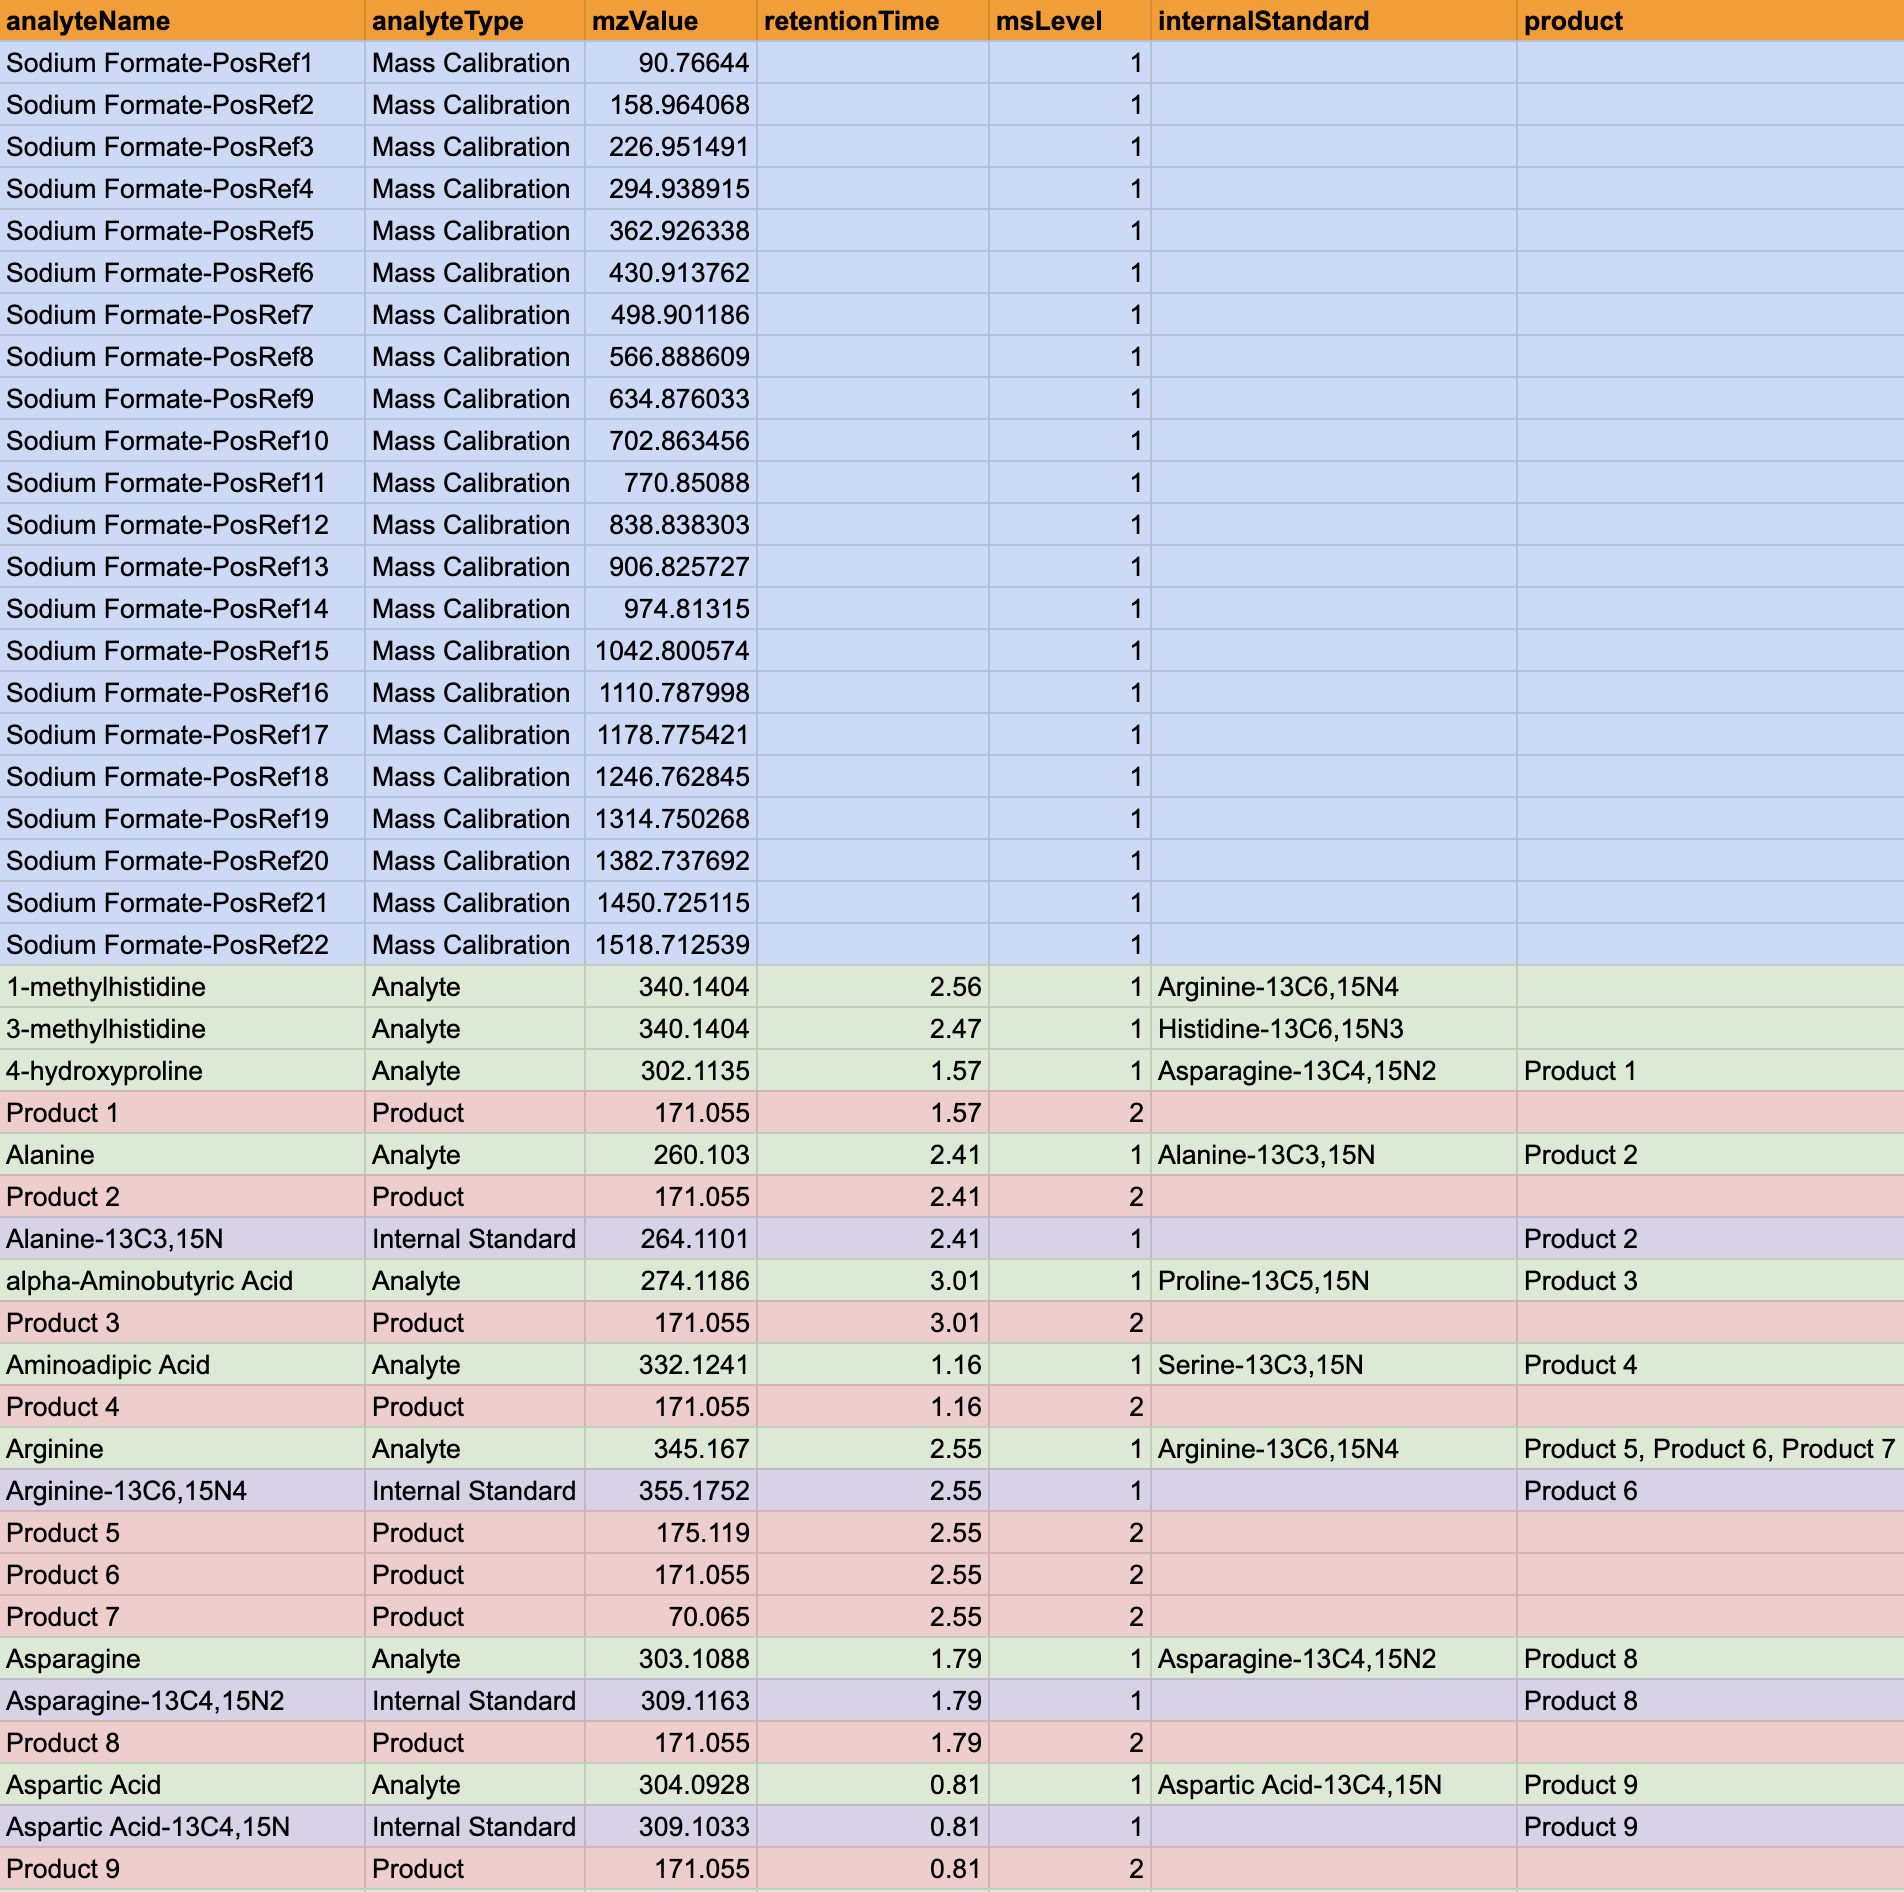 analyteName analyteType mzValue retentionTime msLevel internalStandard product
Sodium Formate-PosRef1 Mass Calibration 90.76644 1
Sodium Formate-PosRef2 Mass Calibration 158.964068 1
Sodium Formate-PosRef3 Mass Calibration 226.951491 1
Sodium Formate-PosRef4 Mass Calibration 294.938915 1
Sodium Formate-PosRef5 Mass Calibration 362.926338 1
Sodium Formate-PosRef6 Mass Calibration 430.913762 1
Sodium Formate-PosRef7 Mass Calibration 498.901186 1
Sodium Formate-PosRef8 Mass Calibration 566.888609 1
Sodium Formate-PosRef9 Mass Calibration 634.876033 1
Sodium Formate-PosRef10 Mass Calibration 702.863456 1
Sodium Formate-PosRef11 Mass Calibration 770.85088 1
Sodium Formate-PosRef12 Mass Calibration 838.838303 1
Sodium Formate-PosRef13 Mass Calibration 906.825727 1
Sodium Formate-PosRef14 Mass Calibration 974.81315 1
Sodium Formate-PosRef15 Mass Calibration 1042.800574 1
Sodium Formate-PosRef16 Mass Calibration 1110.787998 1
Sodium Formate-PosRef17 Mass Calibration 1178.775421 1
Sodium Formate-PosRef18 Mass Calibration 1246.762845 1
Sodium Formate-PosRef19 Mass Calibration 1314.750268 1
Sodium Formate-PosRef20 Mass Calibration 1382.737692 1
Sodium Formate-PosRef21 Mass Calibration 1450.725115 1
Sodium Formate-PosRef22 Mass Calibration 1518.712539 1
1-methylhistidine Analyte 340.1404 2.56 1 Arginine-13C6,15N4
3-methylhistidine Analyte 340.1404 2.47 1 Histidine-13C6,15N3
4-hydroxyproline Analyte 302.1135 1.57 1 Asparagine-13C4,15N2 Product 1
Product 1 Product 171.055 1.57 2
Alanine Analyte 260.103 2.41 1 Alanine-13C3,15N Product 2
Product 2 Product 171.055 2.41 2
Alanine-13C3,15N Internal Standard 264.1101 2.41 1 Product 2
alpha-Aminobutyric Acid Analyte 274.1186 3.01 1 Proline-13C5,15N Product 3
Product 3 Product 171.055 3.01 2
Aminoadipic Acid Analyte 332.1241 1.16 1 Serine-13C3,15N Product 4
Product 4 Product 171.055 1.16 2
Arginine Analyte 345.167 2.55 1 Arginine-13C6,15N4 Product 5, Product 6, Product 7
Arginine-13C6,15N4 Internal Standard 355.1752 2.55 1 Product 6
Product 5 Product 175.119 2.55 2
Product 6 Product 171.055 2.55 2
Product 7 Product 70.065 2.55 2
Asparagine Analyte 303.1088 1.79 1 Asparagine-13C4,15N2 Product 8
Asparagine-13C4,15N2 Internal Standard 309.1163 1.79 1 Product 8
Product 8 Product 171.055 1.79 2
Aspartic Acid Analyte 304.0928 0.81 1 Aspartic Acid-13C4,15N Product 9
Aspartic Acid-13C4,15N Internal Standard 309.1033 0.81 1 Product 9
Product 9 Product 171.055 0.81 2